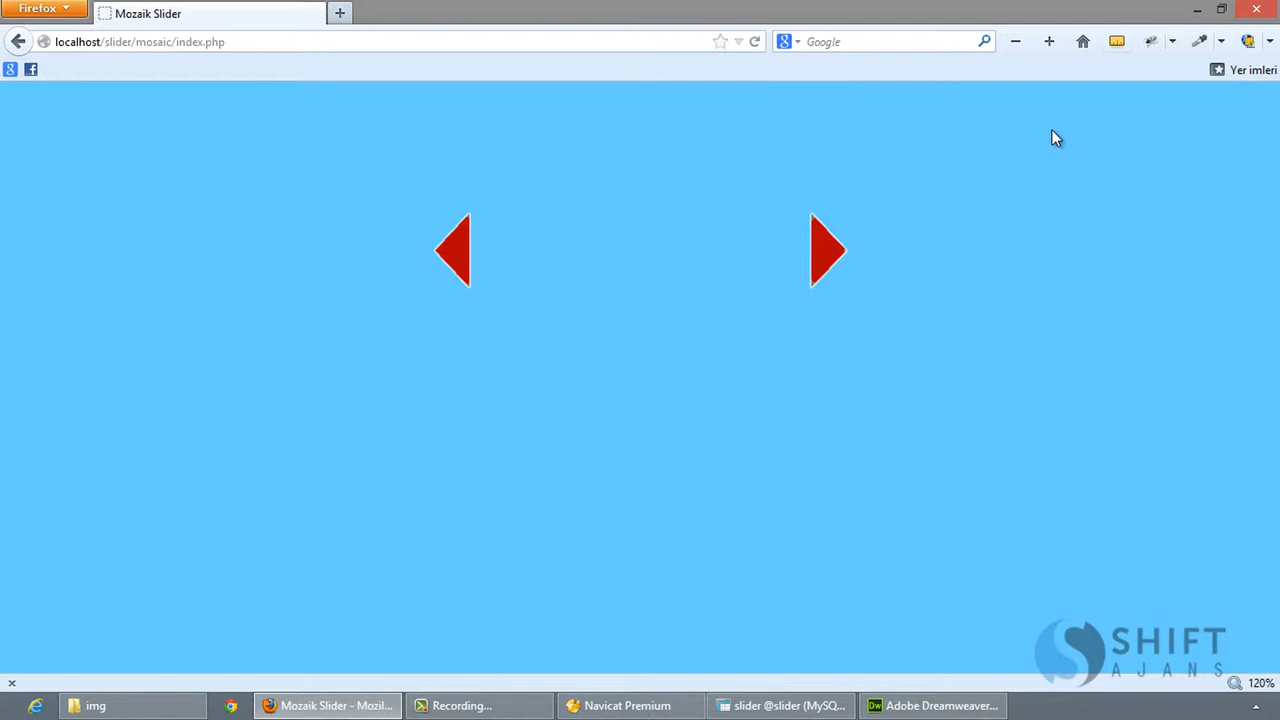 Firefox
Mozaik Slider
localhost/slider/mosaic/index.php
Google
Yer imleri
SHIFT
AJANS
120%
img
Mozaik Slider - Mozil...
Recording...
Navicat Premium
slider @slider (MySQ...
Adobe Dreamweaver...